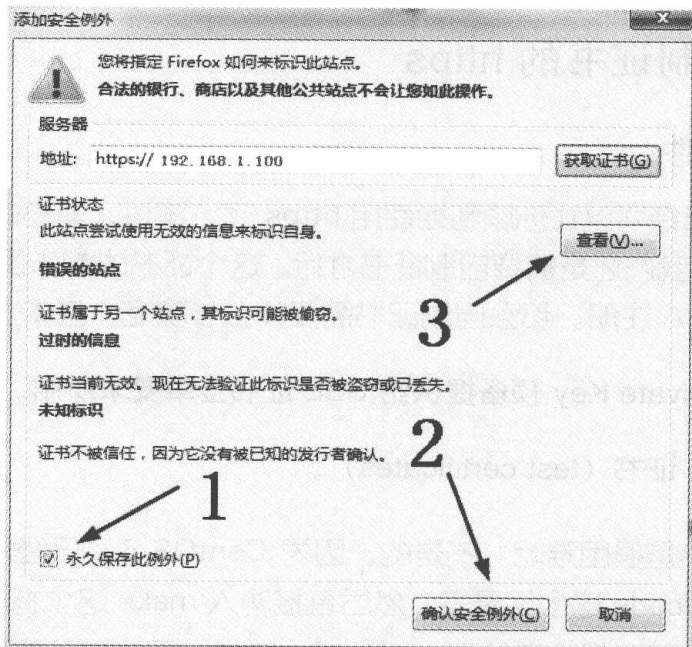 添加安全例外
您将指定 Firefox 如何来标识此站点。
合法的银行、商店以及其他公共站点不会让您如此操作。
服务器
地址: https:// 192.168.1.100 获取证书(G)
证书状态
此站点尝试使用无效的信息来标识自身。 查看(V)...
错误的站点
3
证书属于另一个站点，其标识可能被偷窃。
过时的信息
证书当前无效。现在无法验证此标识是否被盗窃或已丢失。
未知标识
2
证书不被信任，因为它没有被已知的发行者确认。
1
永久保存此例外(P)
确认安全例外(C) 取消